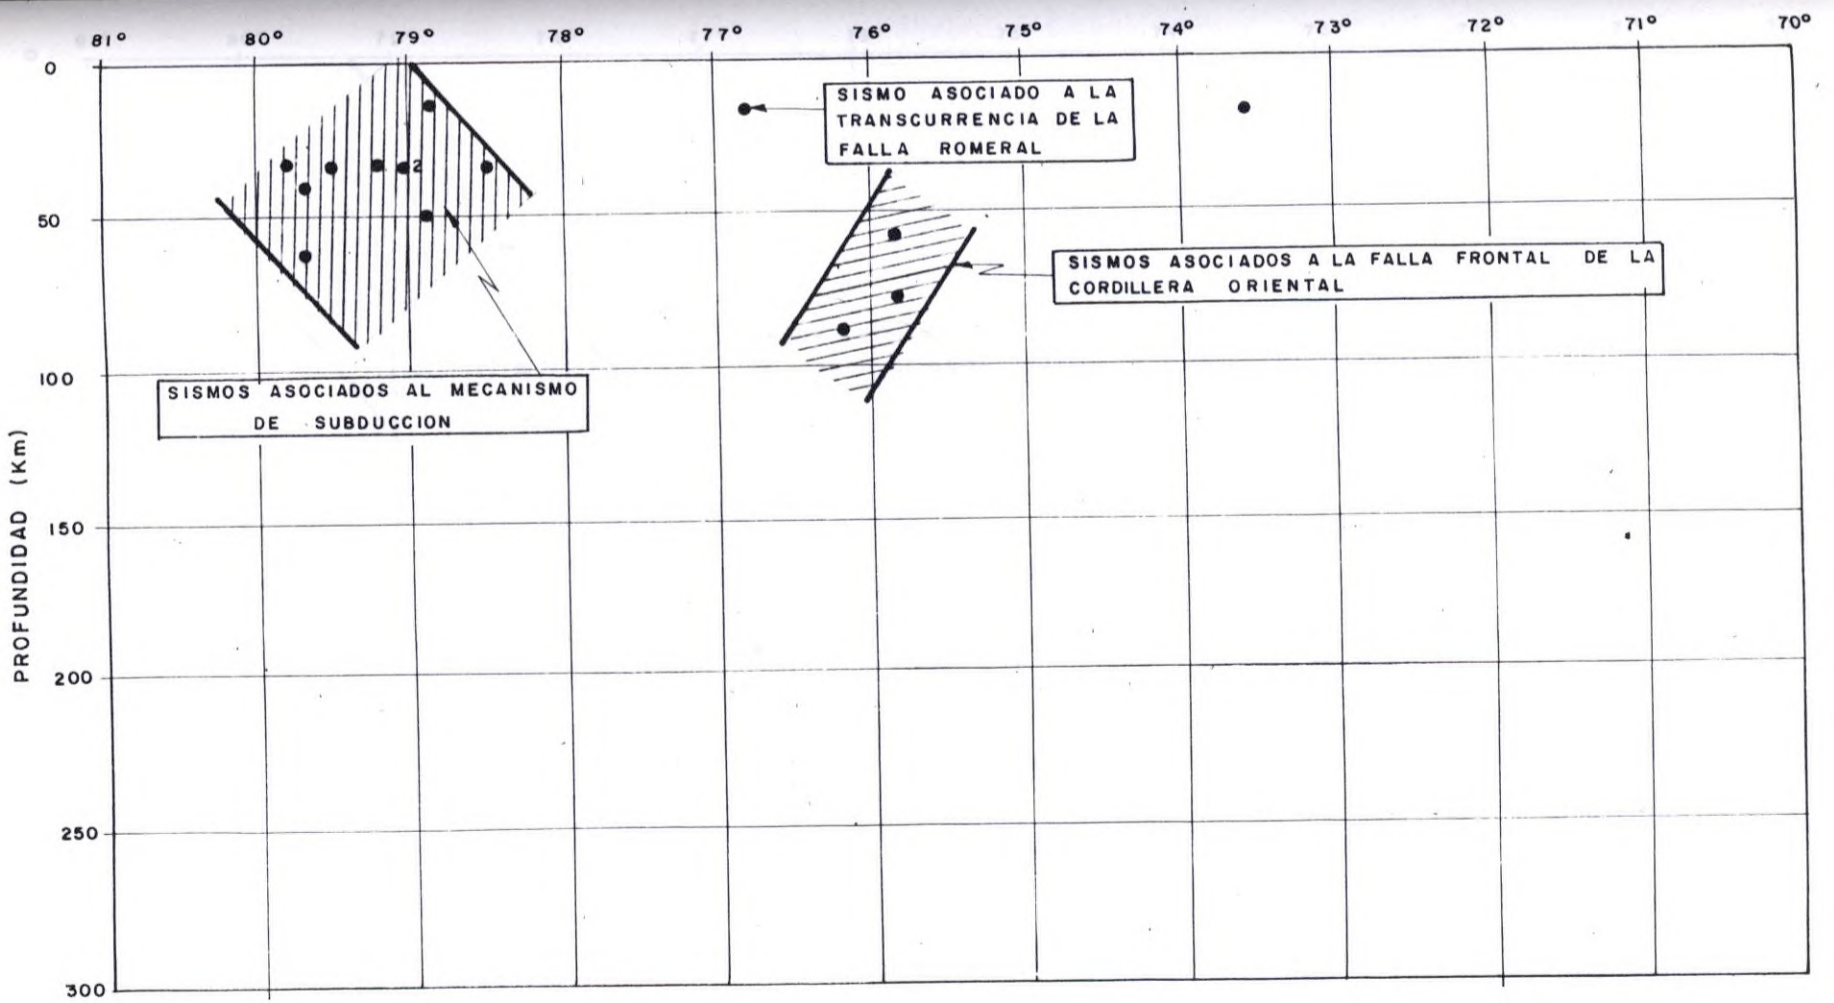 81° 80° 79° 78° 77° 76° 75° 74° 73° 72° 71° 70°
0
SISMO ASOCIADO A LA
TRANSCURRENCIA DE LA
FALLA ROMERAL
2
50
SISMOS ASOCIADOS A LA FALLA FRONTAL DE LA
CORDILLERA ORIENTAL
100
SISMOS ASOCIADOS AL MECANISMO
DE SUBDUCCION
PROFUNDIDAD (Km)
150
200
250
300